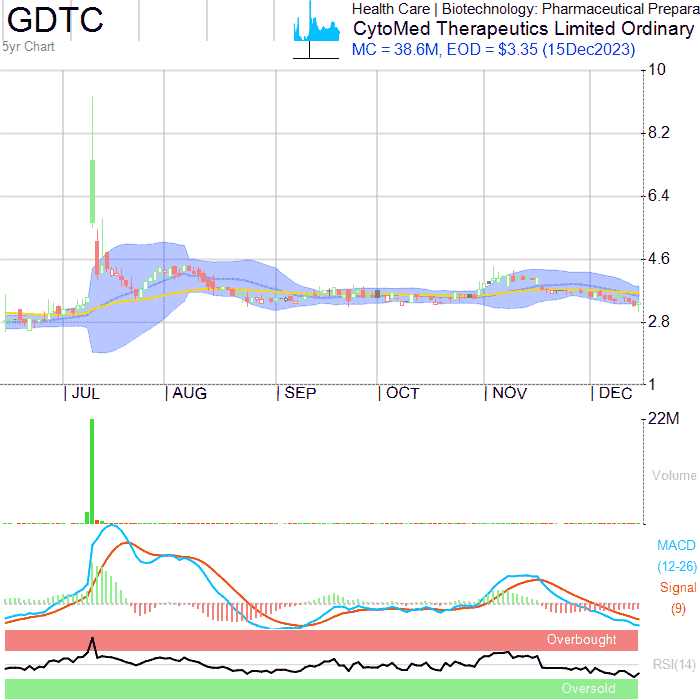 GDTC
5yr Chart
Health Care | Biotechnology: Pharmaceutical Prepara
CytoMed Therapeutics Limited Ordinary
MC = 38.6M, EOD = $3.35 (15Dec2023)
10
8.2
6.4
4.6
2.8
1
JUL AUG SEP OCT NOV DEC
22M
Volume
MACD
(12-26)
Signal
(9)
Overbought
RSI(14)
Oversold